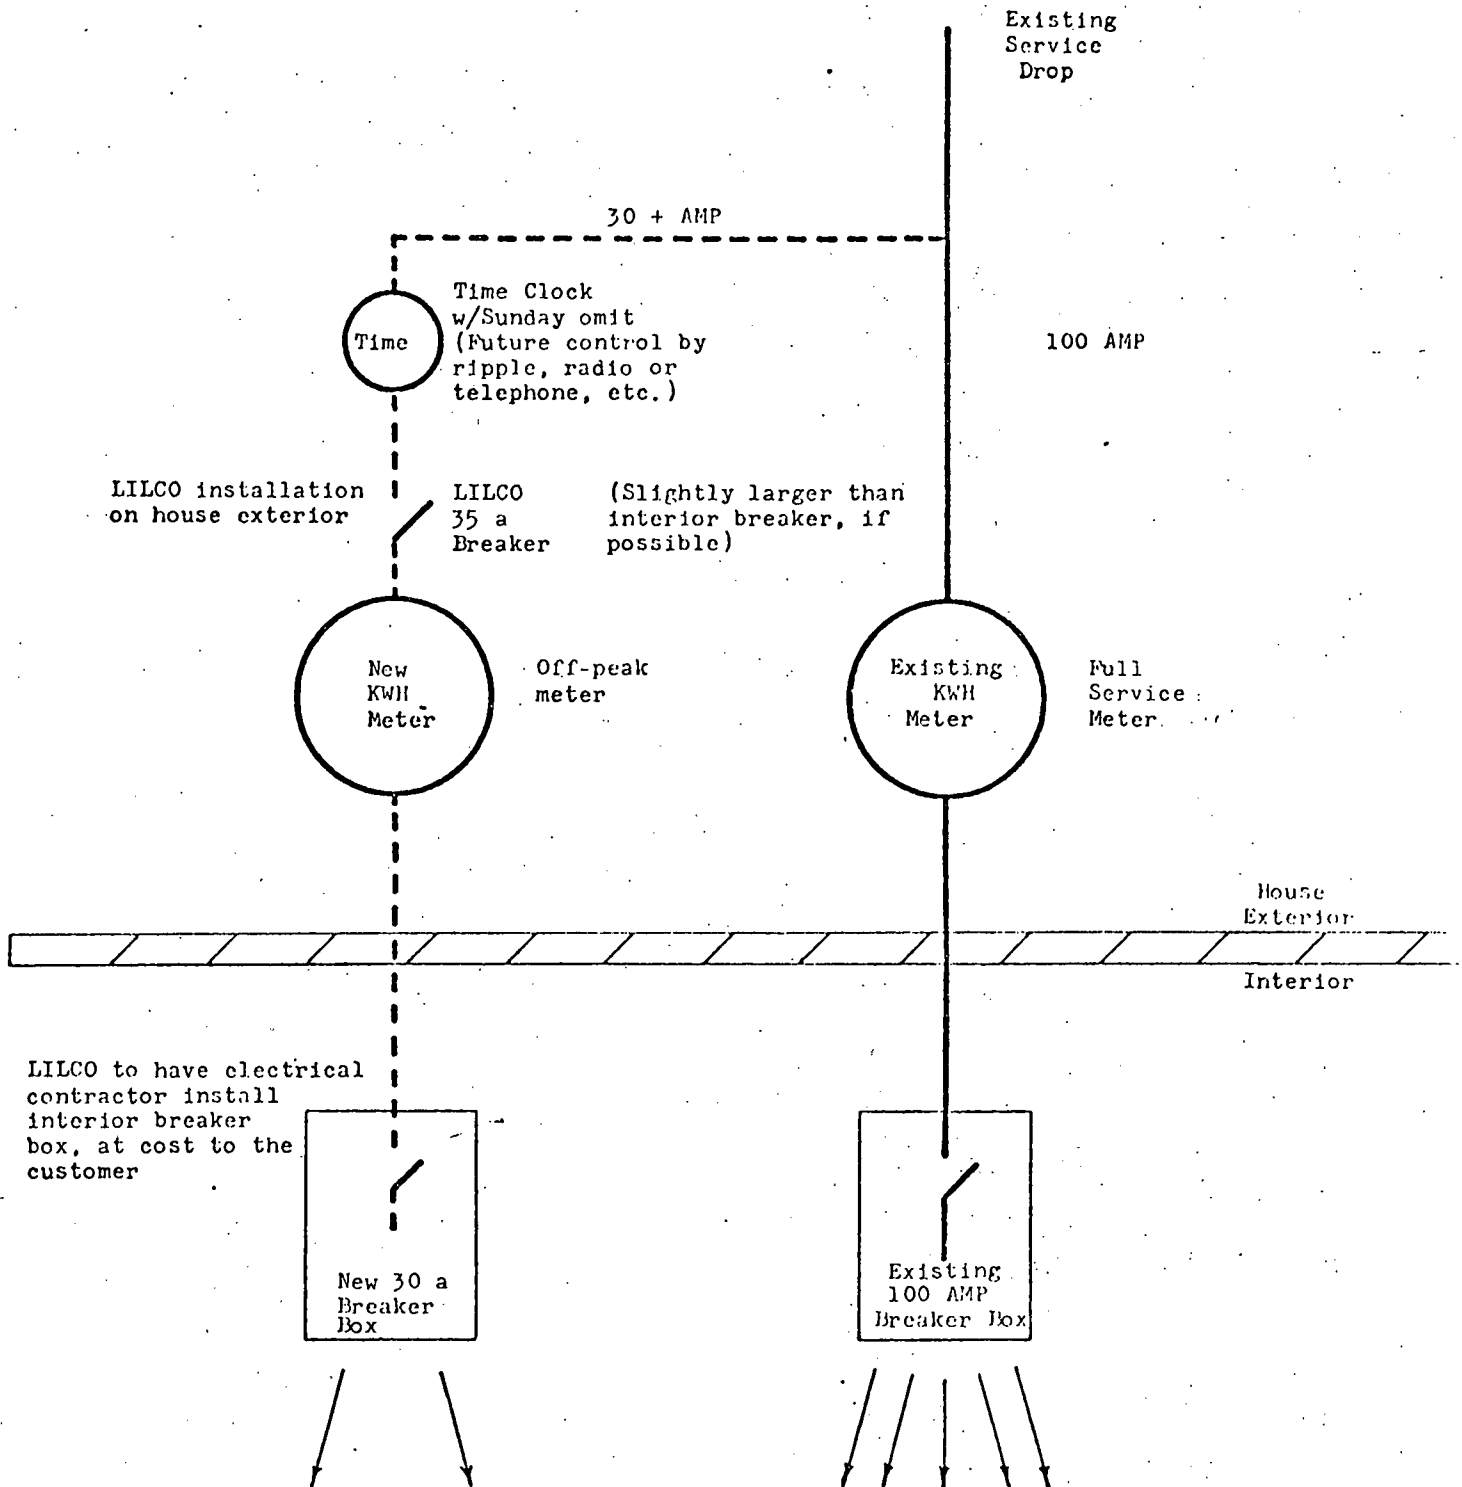 Existing
Service
Drop
30 + AMP
Time
Time Clock
w/Sunday omit
(Future control by
ripple, radio or
telephone, etc.)
100 AMP
LILCO installation
on house exterior
LILCO
35 a
Breaker
(Slightly larger than
interior breaker, if
possible)
New
KWH
Meter
Off-peak
meter
Existing
KWH
Meter
Full
Service
Meter
House
Exterior
Interior
LILCO to have electrical
contractor install
interior breaker
box, at cost to the
customer
New 30 a
Breaker
Box
Existing
100 AMP
Breaker Box